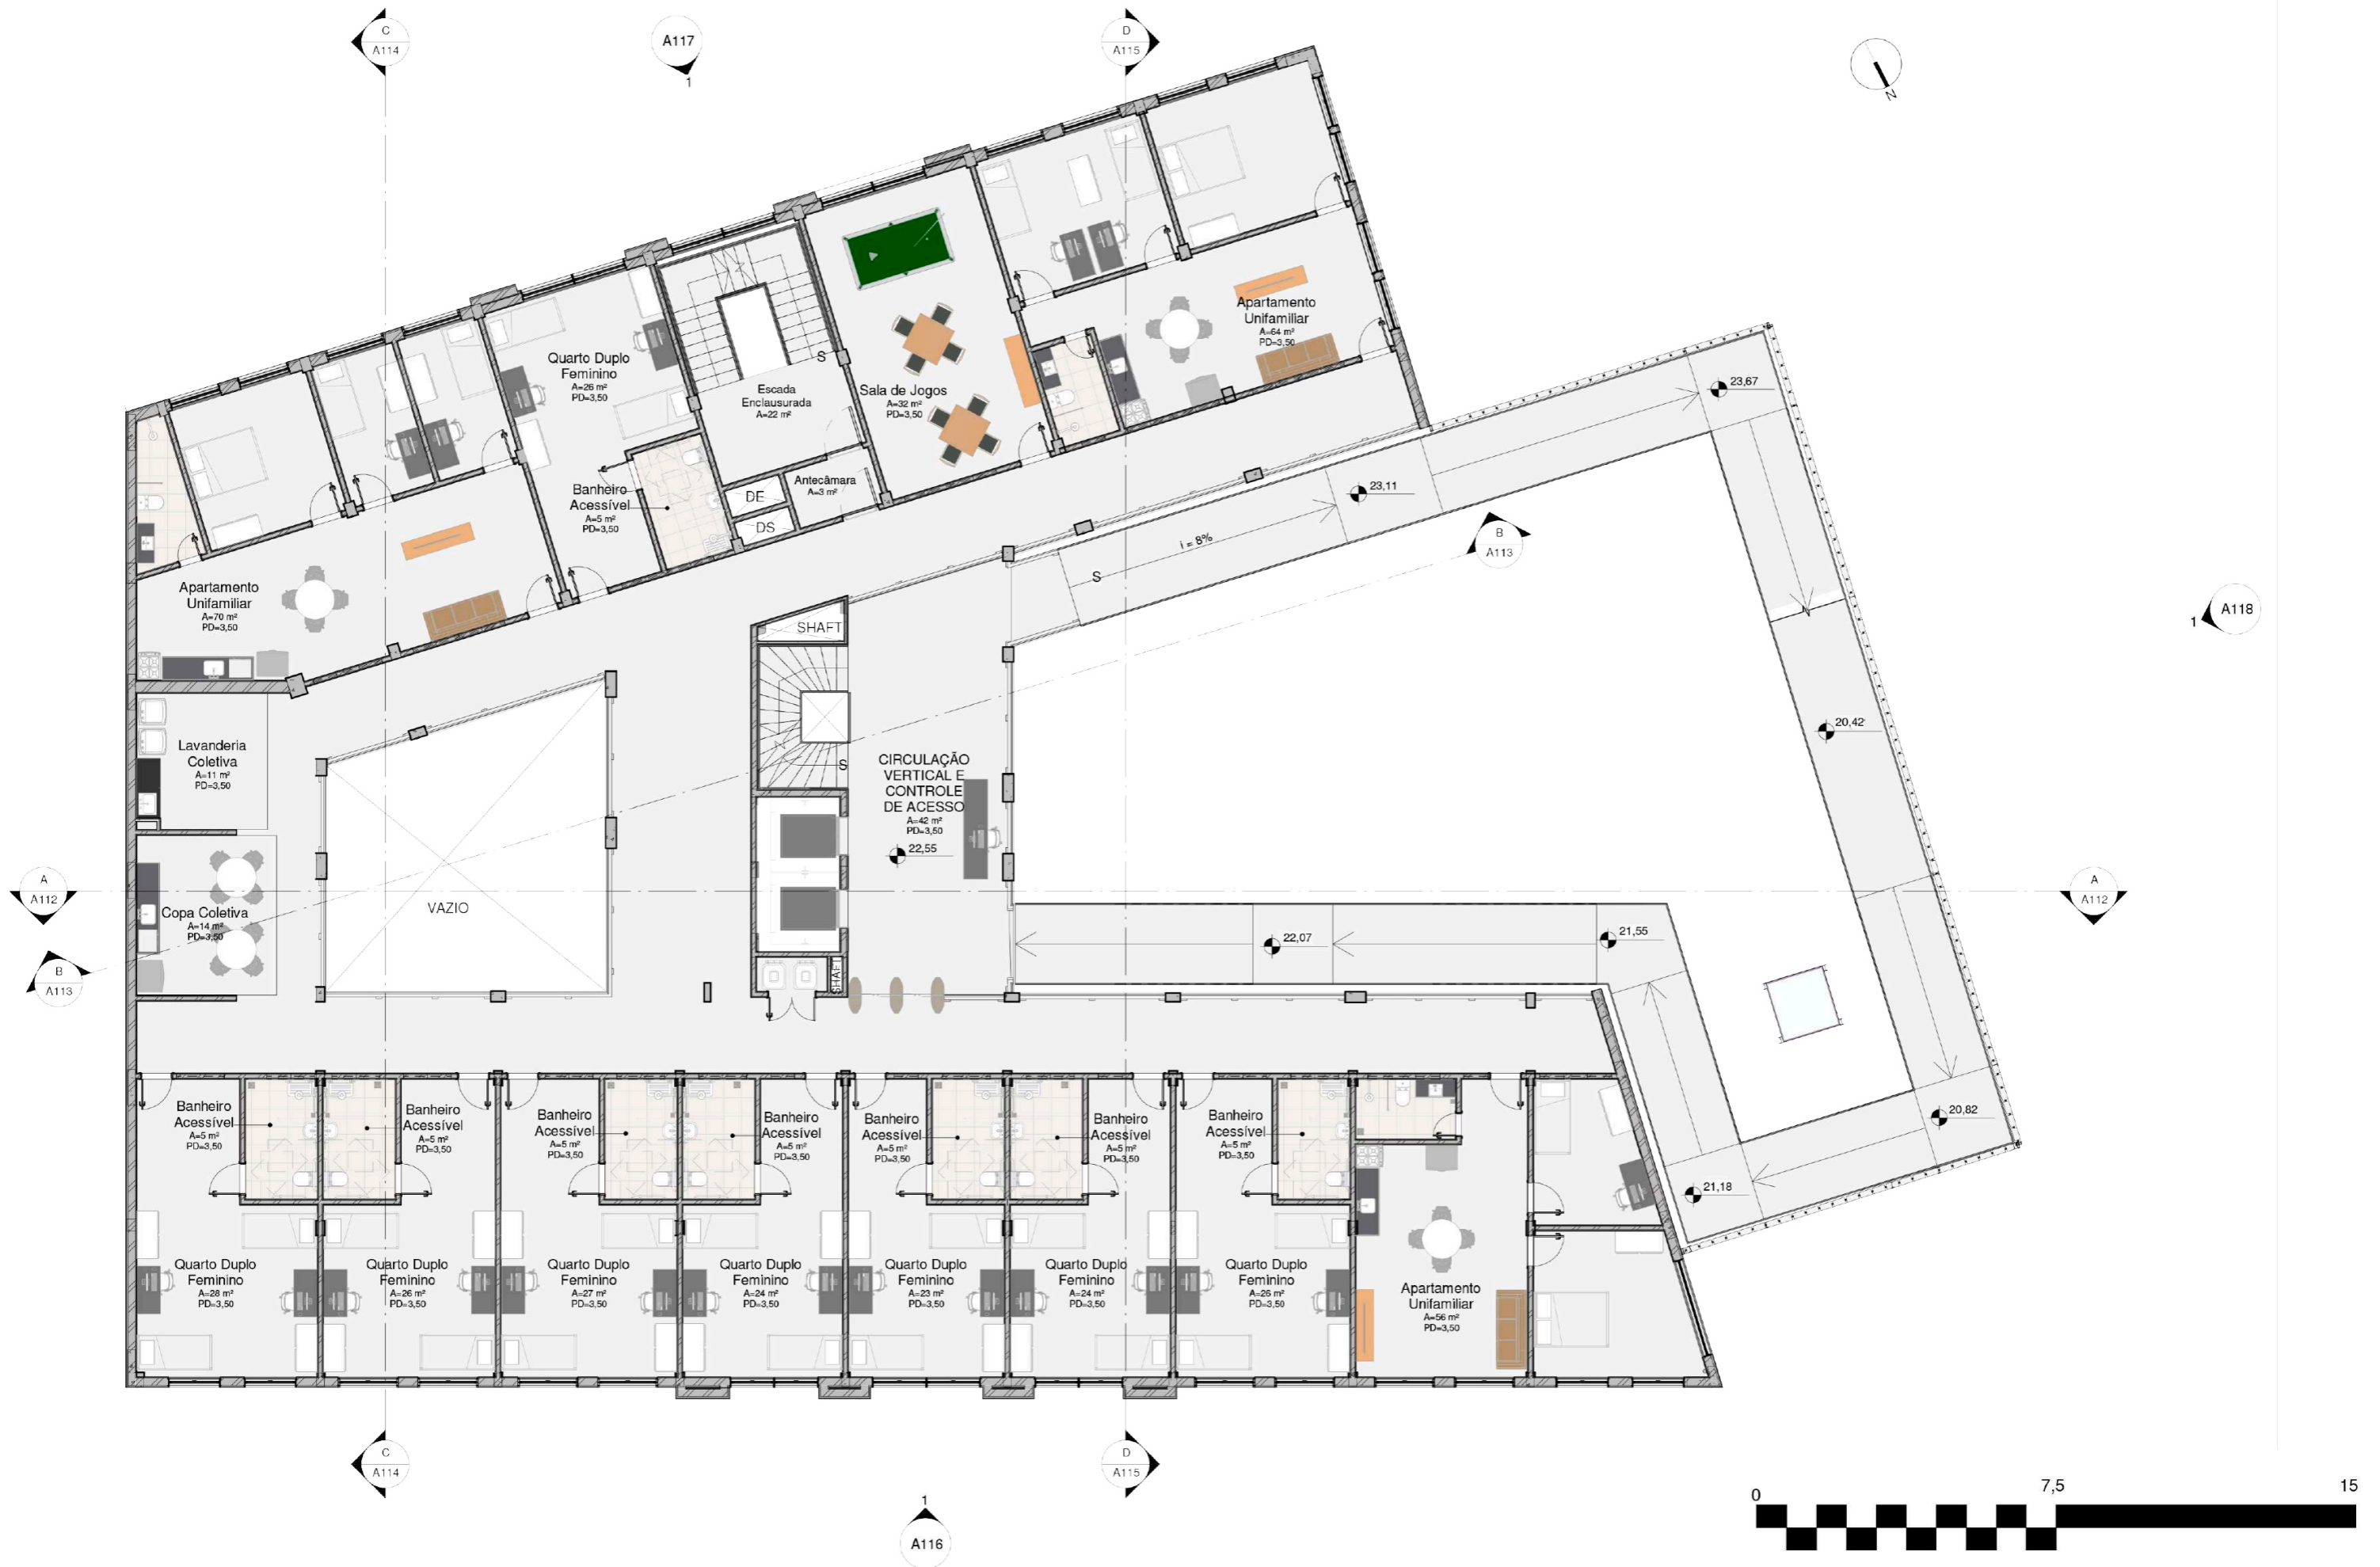 C
A114
A117
1
D
A115
N
Apartamento
Unifamiliar
A=64 m²
PD=3,50
Quarto Duplo
Feminino
A=26 m²
PD=3,50
S
Escada
Enclausurada
A=22 m²
Sala de Jogos
A=32 m²
PD=3,50
23,67
Banheiro
Acessível
A=5 m²
PD=3,50
DE
DS
Antecâmara
A=3 m²
23,11
i = 8%
S
B
A113
Apartamento
Unifamiliar
A=70 m²
PD=3,50
SHAFT
1
A118
Lavanderia
Coletiva
A=11 m²
PD=3,50
S
CIRCULAÇÃO
VERTICAL E
CONTROLE
DE ACESSO
A=42 m²
PD=3,50
22,55
20,42
A
A112
VAZIO
Copa Coletiva
A=14 m²
PD=3,50
A
A112
22,07
21,55
B
A113
SHAFT
Banheiro
Acessível
A=5 m²
PD=3,50
Banheiro
Acessível
A=5 m²
PD=3,50
Banheiro
Acessível
A=5 m²
PD=3,50
Banheiro
Acessível
A=5 m²
PD=3,50
Banheiro
Acessível
A=5 m²
PD=3,50
Banheiro
Acessível
A=5 m²
PD=3,50
Banheiro
Acessível
A=5 m²
PD=3,50
20,82
21,18
Quarto Duplo
Feminino
A=28 m²
PD=3,50
Quarto Duplo
Feminino
A=26 m²
PD=3,50
Quarto Duplo
Feminino
A=27 m²
PD=3,50
Quarto Duplo
Feminino
A=24 m²
PD=3,50
Quarto Duplo
Feminino
A=23 m²
PD=3,50
Quarto Duplo
Feminino
A=24 m²
PD=3,50
Quarto Duplo
Feminino
A=26 m²
PD=3,50
Apartamento
Unifamiliar
A=56 m²
PD=3,50
C
A114
D
A115
1
A116
0
7,5
15